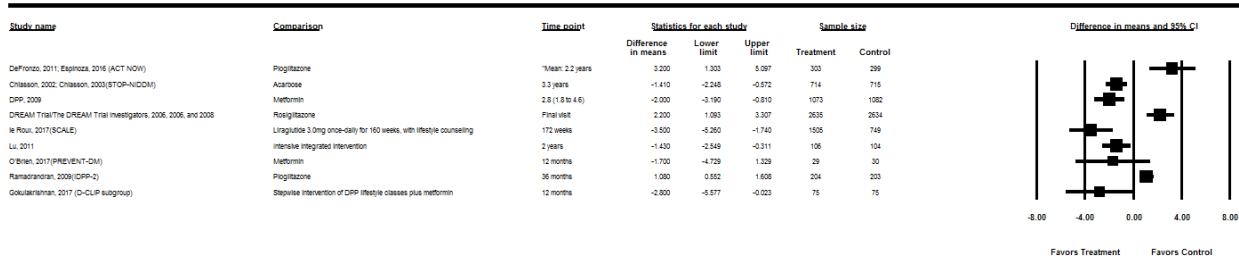 Study name Comparison Time point Statistics for each study Sample size Difference in means and 95% CI
Difference in means Lower limit Upper limit Treatment Control
DeFronzo, 2011; Espinoza, 2016 (ACT NOW) Pioglitazone "Mean: 2.2 years 3.200 1.303 5.097 303 299
Chiasson, 2002; Chiasson, 2003(STOP-NIDDM) Acarbose 3.3 years -1.410 -2.248 -0.572 714 715
DPP, 2009 Metformin 2.8 (1.8 to 4.6) -2.000 -3.190 -0.810 1073 1082
DREAM Trial/The DREAM Trial Investigators, 2006, 2006, and 2008 Rosiglitazone Final visit 2.200 1.093 3.307 2635 2634
le Roux, 2017(SCALE) Liraglutide 3.0mg once-daily for 160 weeks, with lifestyle counseling 172 weeks -3.500 -5.260 -1.740 1505 749
Lu, 2011 Intensive integrated intervention 2 years -1.430 -2.549 -0.311 106 104
O'Brien, 2017(PREVENT-DM) Metformin 12 months -1.700 -4.729 1.329 29 30
Ramadrandran, 2009(IDPP-2) Pioglitazone 36 months 1.080 0.552 1.608 204 203
Gokulakrishnan, 2017 (D-CLIP subgroup) Stepwise intervention of DPP lifestyle classes plus metformin 12 months -2.800 -5.577 -0.023 75 75
-8.00 -4.00 0.00 4.00 8.00
Favors Treatment Favors Control